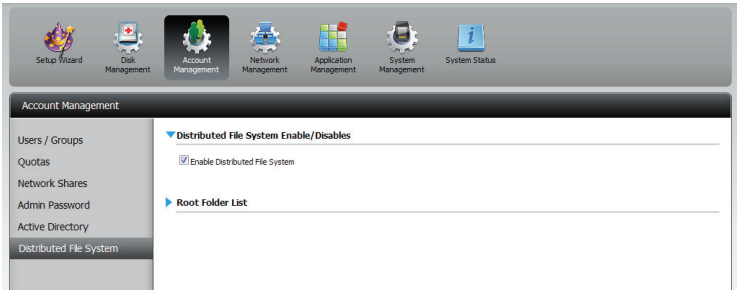 Setup Wizard
Disk
Management
Account
Management
Network
Management
Application
Management
System
Management
System Status
Account Management
Users / Groups
Quotas
Network Shares
Admin Password
Active Directory
Distributed File System
Distributed File System Enable/Disables
Enable Distributed File System
Root Folder List